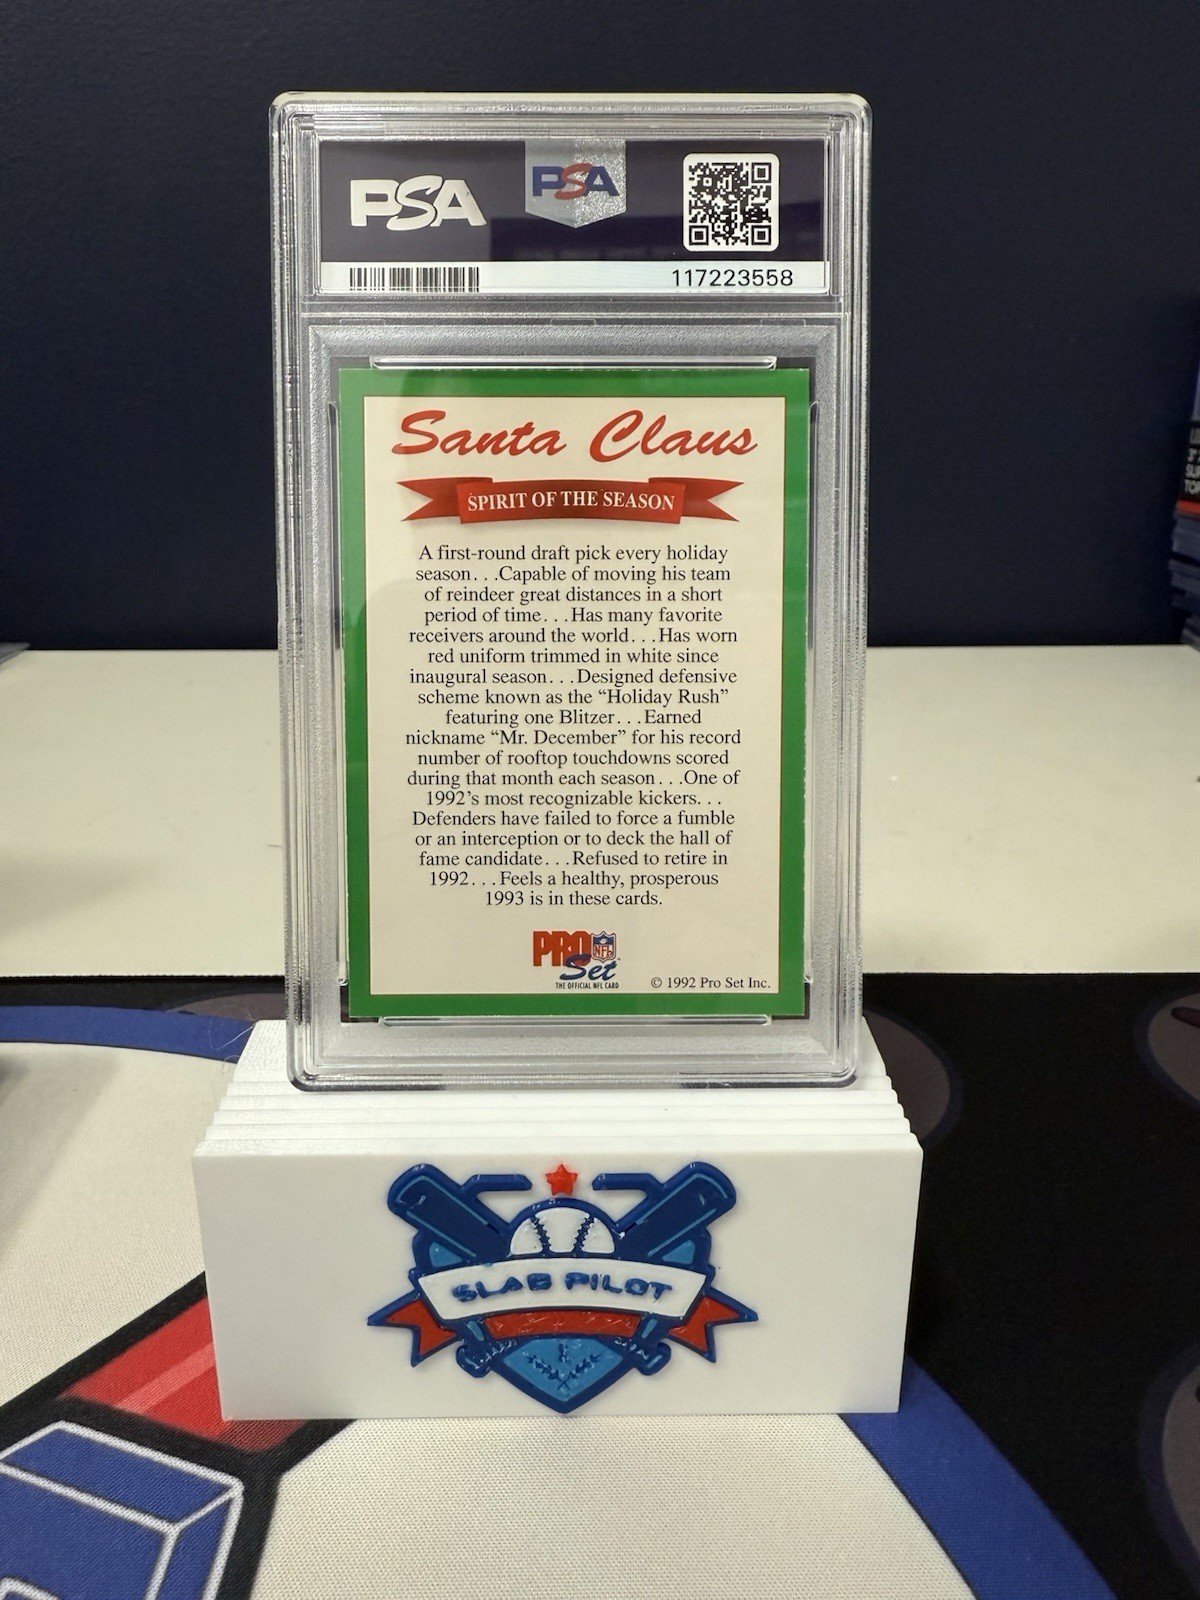 PSA
PSA
117223558
Santa Claus
SPIRIT OF THE SEASON
A first-round draft pick every holiday
season. . .Capable of moving his team
of reindeer great distances in a short
period of time. . .Has many favorite
receivers around the world. . .Has worn
red uniform trimmed in white since
inaugural season. . .Designed defensive
scheme known as the “Holiday Rush”
featuring one Blitzer. . .Earned
nickname “Mr. December” for his record
number of rooftop touchdowns scored
during that month each season. . .One of
1992’s most recognizable kickers. . .
Defenders have failed to force a fumble
or an interception or to deck the hall of
fame candidate. . .Refused to retire in
1992. . .Feels a healthy, prosperous
1993 is in these cards.
PRO NFL
Set
THE OFFICIAL NFL CARD
© 1992 Pro Set Inc.
SLAB PILOT